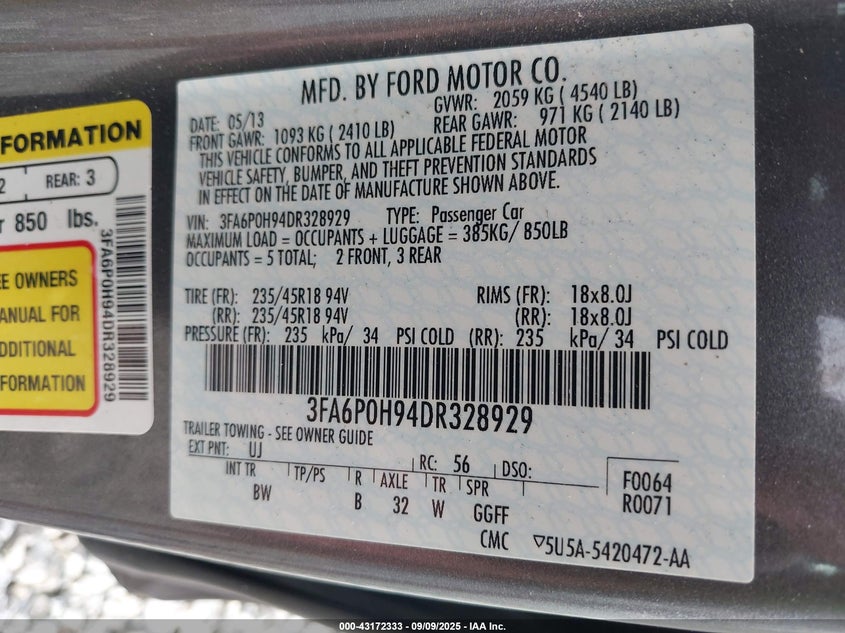 FORMATION
2 REAR: 3
r 850 lbs.
EE OWNERS
ANUAL FOR
DDITIONAL
FORMATION
3FA6P0H94DR328929
MFD. BY FORD MOTOR CO.
DATE: 05/13 GVWR: 2059 KG ( 4540 LB)
FRONT GAWR: 1093 KG ( 2410 LB) REAR GAWR: 971 KG ( 2140 LB)
THIS VEHICLE CONFORMS TO ALL APPLICABLE FEDERAL MOTOR
VEHICLE SAFETY, BUMPER, AND THEFT PREVENTION STANDARDS
IN EFFECT ON THE DATE OF MANUFACTURE SHOWN ABOVE.
VIN: 3FA6P0H94DR328929 TYPE: Passenger Car
MAXIMUM LOAD = OCCUPANTS + LUGGAGE = 385KG/ 850LB
OCCUPANTS = 5 TOTAL; 2 FRONT, 3 REAR
TIRE (FR): 235/45R18 94V RIMS (FR): 18x8.0J
(RR): 235/45R18 94V (RR): 18x8.0J
PRESSURE (FR): 235 kPa/ 34 PSI COLD (RR): 235 kPa/ 34 PSI COLD
3FA6P0H94DR328929
TRAILER TOWING - SEE OWNER GUIDE
EXT PNT: UJ RC: 56 DSO: F0064
INT TR TP/PS R AXLE TR SPR R0071
BW B 32 W GGFF
CMC ▽5U5A-5420472-AA
000-43172333 - 09/09/2025 - IAA Inc.